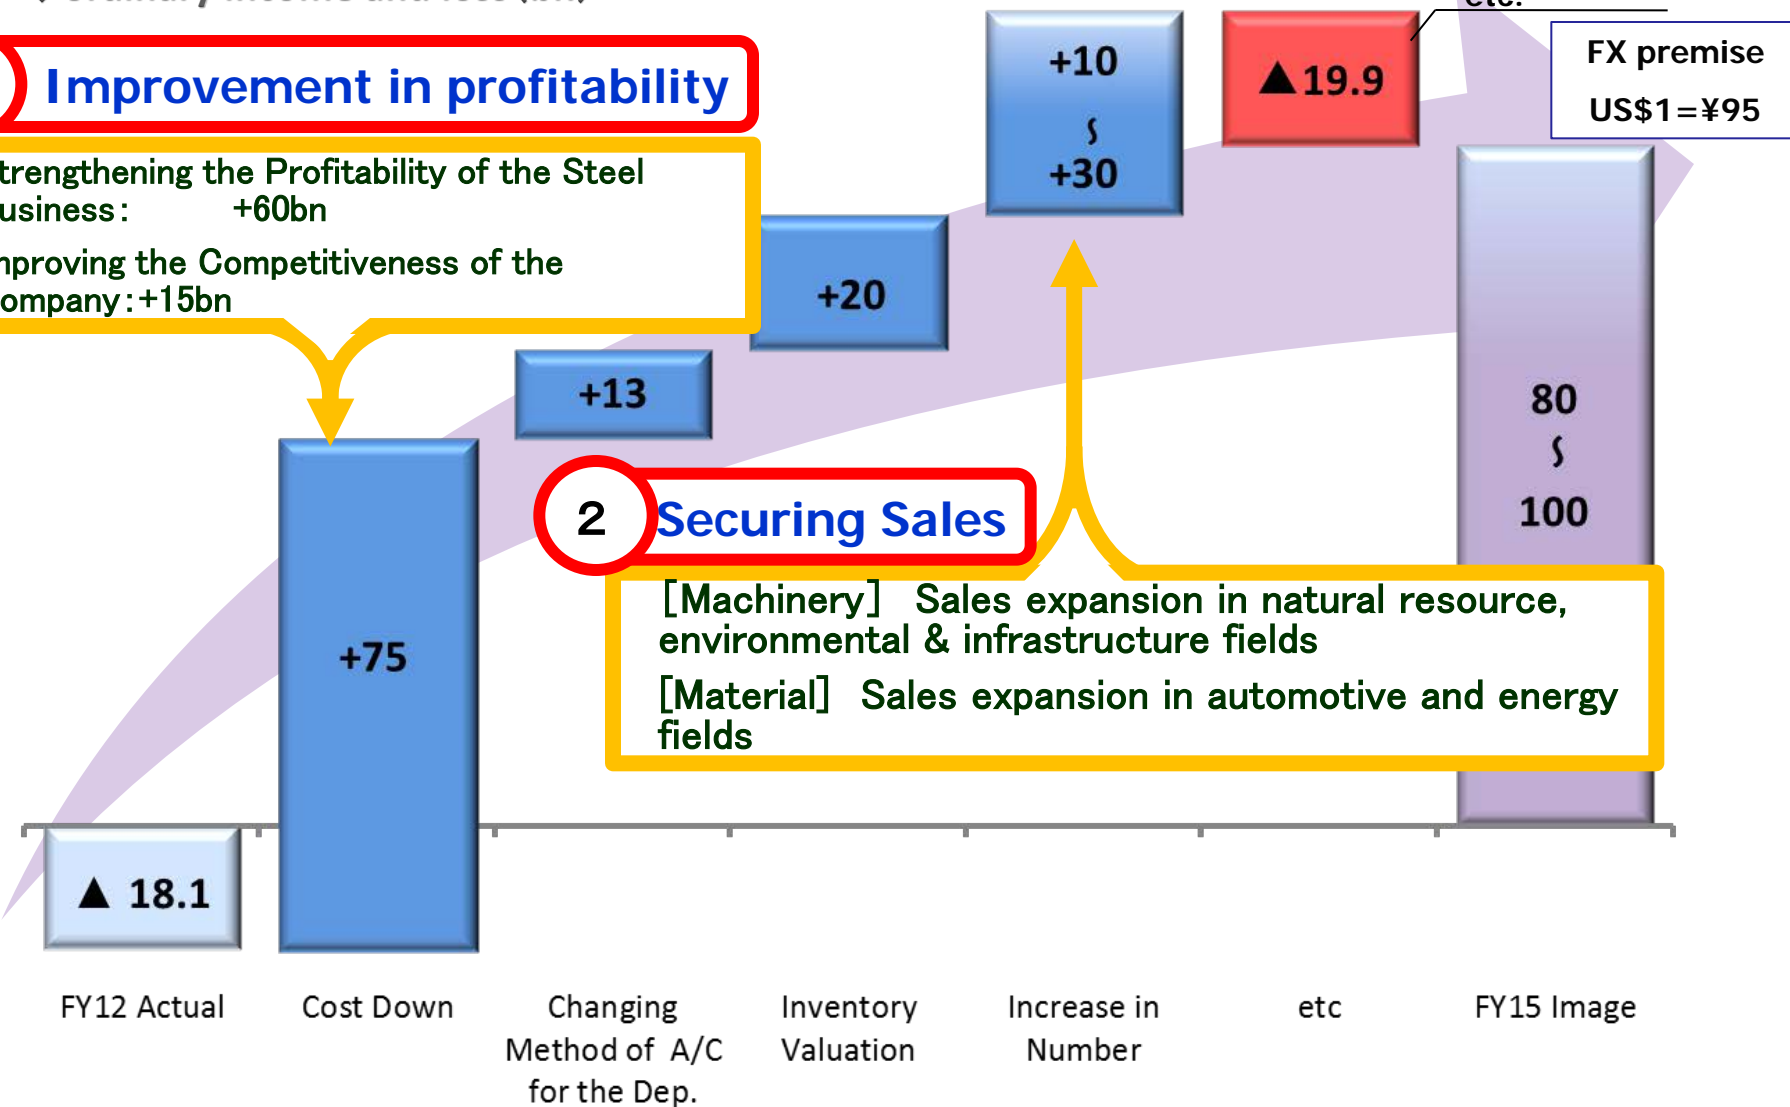 Improvement in profitability
trengthening the Profitability of the Steel
usiness: +60bn
mproving the Competitiveness of the
ompany:+15bn
+10
∽
+30
▲19.9
etc.
FX premise
US$1=¥95
+20
+13
80
∽
100
2 Securing Sales
[Machinery] Sales expansion in natural resource,
environmental & infrastructure fields
[Material] Sales expansion in automotive and energy
fields
+75
▲ 18.1
FY12 Actual
Cost Down
Changing
Method of A/C
for the Dep.
Inventory
Valuation
Increase in
Number
etc
FY15 Image